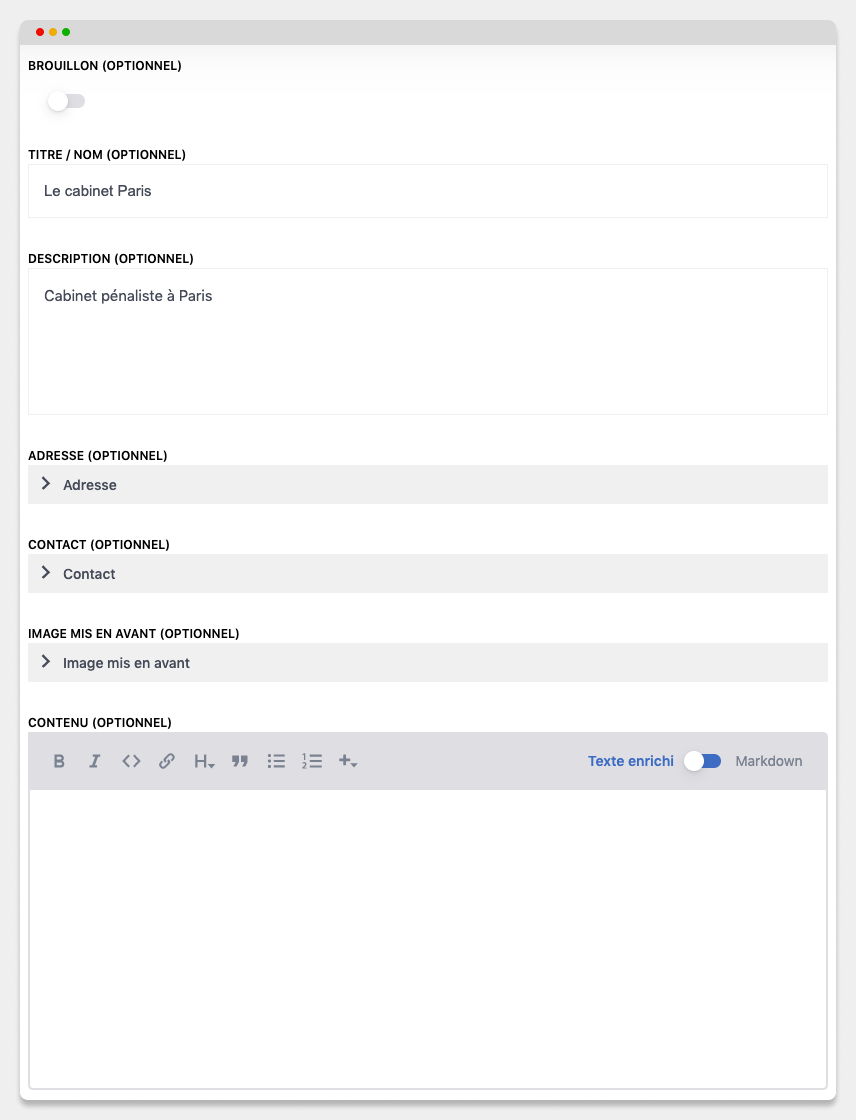 BROUILLON (OPTIONNEL)
TITRE / NOM (OPTIONNEL)
Le cabinet Paris
DESCRIPTION (OPTIONNEL)
Cabinet pénaliste à Paris
ADRESSE (OPTIONNEL)
Adresse
CONTACT (OPTIONNEL)
Contact
IMAGE MIS EN AVANT (OPTIONNEL)
Image mis en avant
CONTENU (OPTIONNEL)
Texte enrichi Markdown